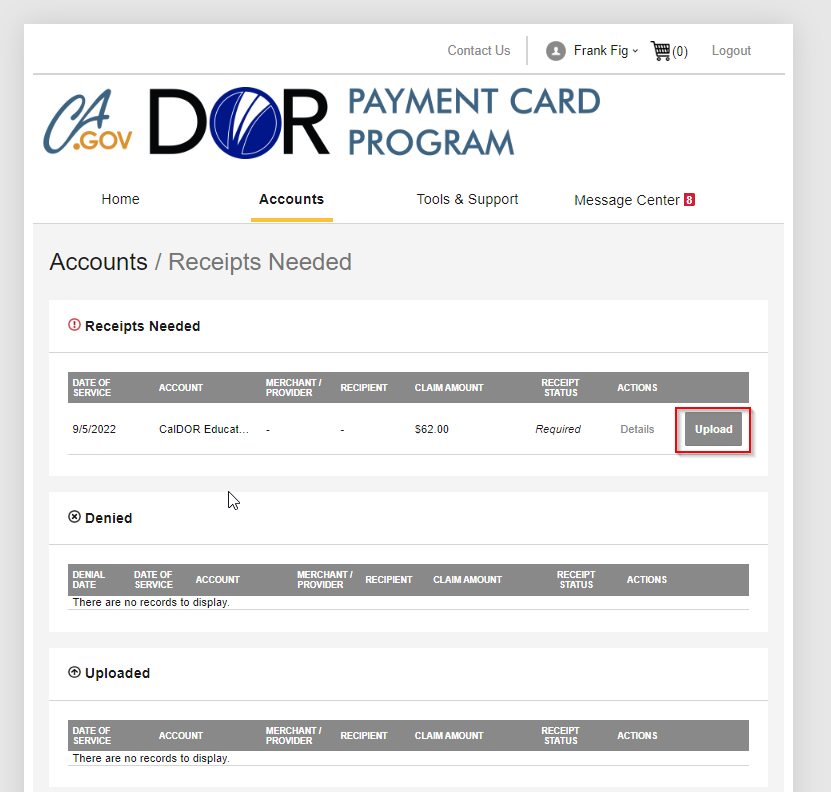 Contact Us Frank Fig (0) Logout
CA.GOV DOR PAYMENT CARD
PROGRAM
Home Accounts Tools & Support Message Center 8
Accounts / Receipts Needed
Receipts Needed
DATE OF SERVICE ACCOUNT MERCHANT / PROVIDER RECIPIENT CLAIM AMOUNT RECEIPT STATUS ACTIONS
9/5/2022 CalDOR Educat... - - $62.00 Required Details Upload
Denied
DENIAL DATE DATE OF SERVICE ACCOUNT MERCHANT / PROVIDER RECIPIENT CLAIM AMOUNT RECEIPT STATUS ACTIONS
There are no records to display.
Uploaded
DATE OF SERVICE ACCOUNT MERCHANT / PROVIDER RECIPIENT CLAIM AMOUNT RECEIPT STATUS ACTIONS
There are no records to display.